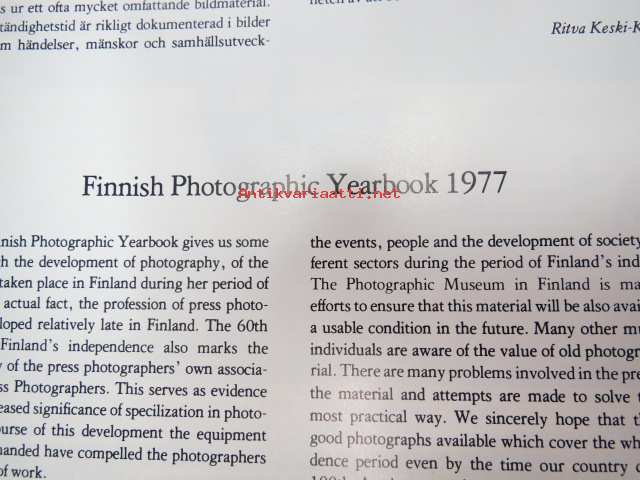 ur ett ofta mycket omfattande bildmaterial.
tändighetstid är rikligt dokumenterad i bilder
m händelser, mänskor och samhällsutveck-
Ritva Keski-K
Finnish Photographic Yearbook 1977
antikvariaatti.net
nish Photographic Yearbook gives us some
h the development of photography, of the
taken place in Finland during her period of
actual fact, the profession of press photo-
loped relatively late in Finland. The 60th
Finland's independence also marks the
of the press photographers' own associa-
ss Photographers. This serves as evidence
eased significance of specilization in photo-
urse of this development the equipment
manded have compelled the photographers
of work.
the events, people and the development of society
ferent sectors during the period of Finland's ind
The Photographic Museum in Finland is ma
efforts to ensure that this material will be also avai
a usable condition in the future. Many other mu
individuals are aware of the value of old photogr
rial. There are many problems involved in the pre
the material and attempts are made to solve t
most practical way. We sincerely hope that th
good photographs available which cover the wh
dence period even by the time our country c